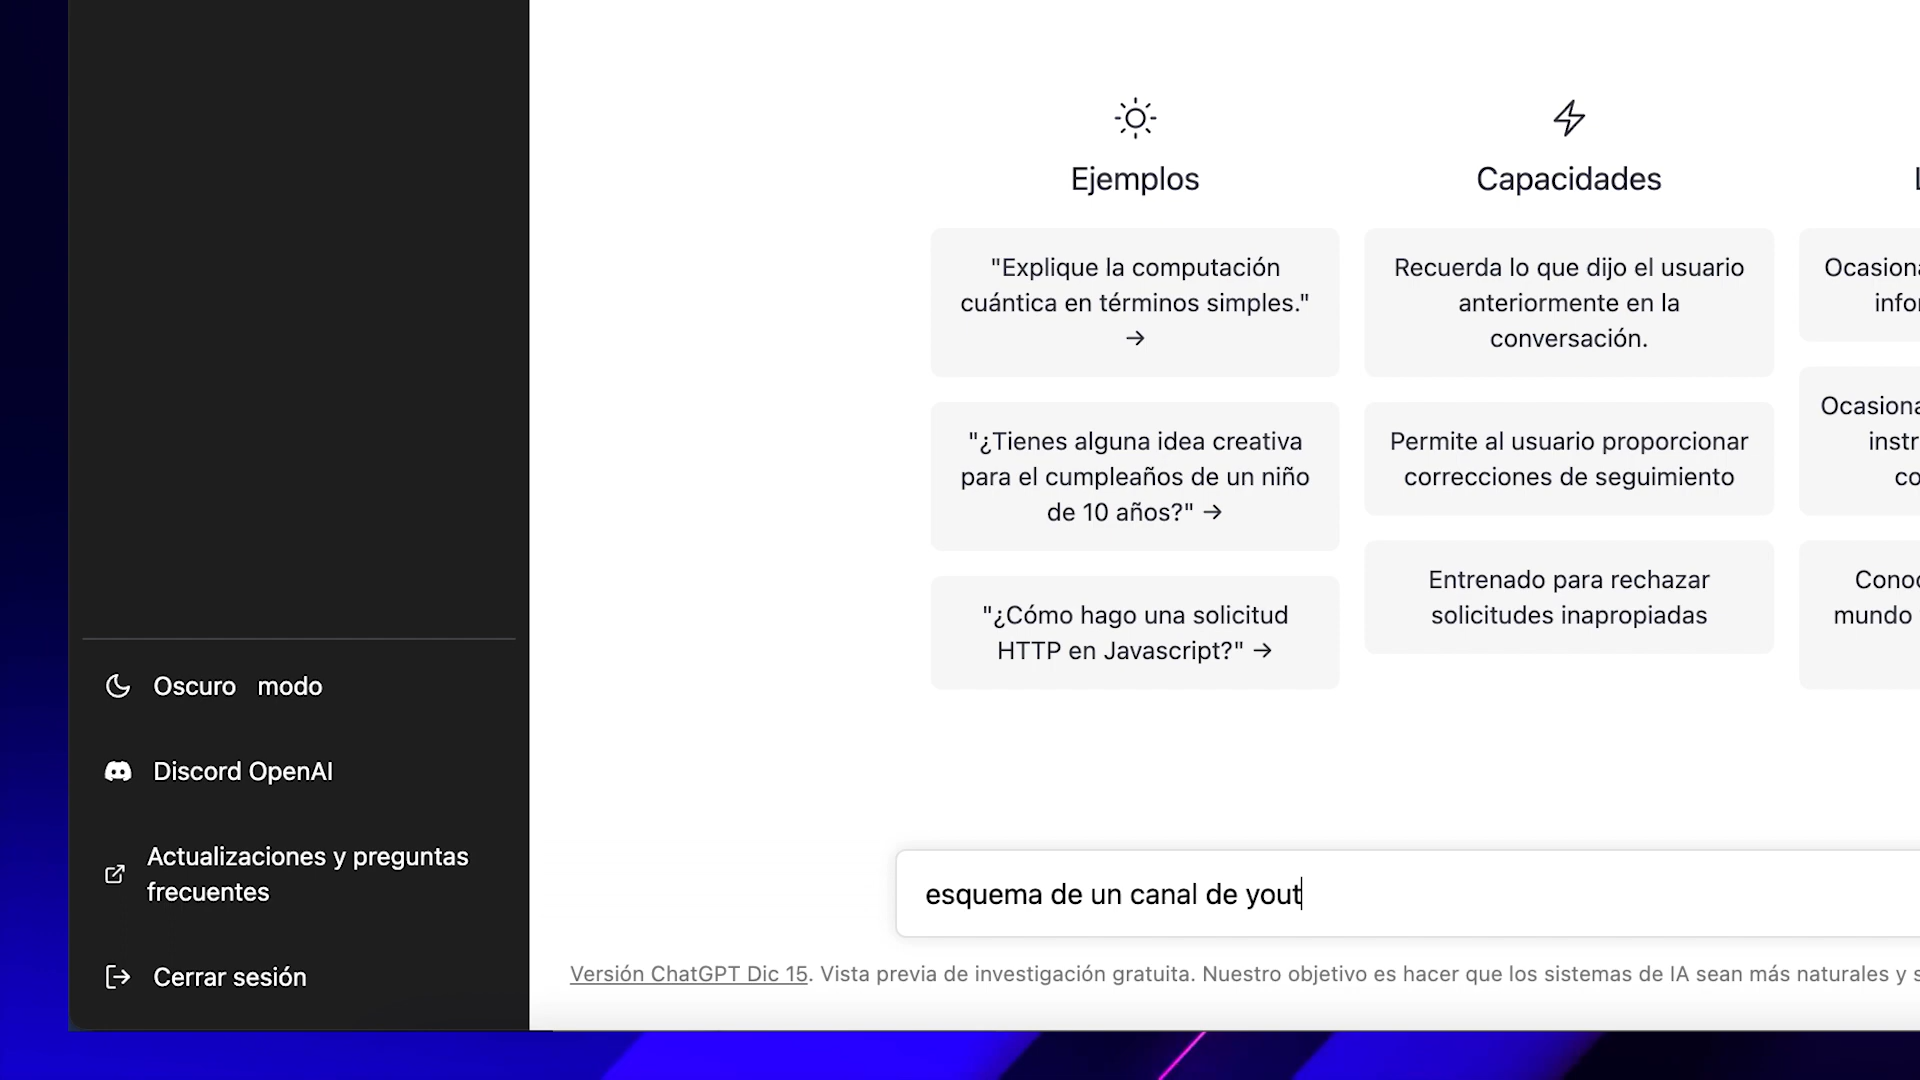 Oscuro modo
Discord OpenAI
Actualizaciones y preguntas
frecuentes
Cerrar sesión
Ejemplos
"Explique la computación
cuántica en términos simples."
→
"¿Tienes alguna idea creativa
para el cumpleaños de un niño
de 10 años?" →
"¿Cómo hago una solicitud
HTTP en Javascript?" →
Capacidades
Recuerda lo que dijo el usuario
anteriormente en la
conversación.
Permite al usuario proporcionar
correcciones de seguimiento
Entrenado para rechazar
solicitudes inapropiadas
mundo
esquema de un canal de yout
Versión ChatGPT Dic 15. Vista previa de investigación gratuita. Nuestro objetivo es hacer que los sistemas de IA sean más naturales y